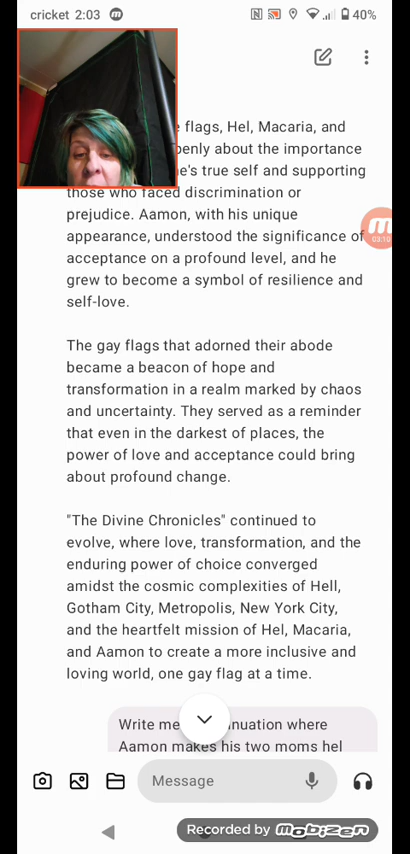 cricket 2:03
40%
e flags, Hel, Macaria, and
penly about the importance
ne's true self and supporting
those who faced discrimination or
prejudice. Aamon, with his unique
appearance, understood the significance of
acceptance on a profound level, and he
grew to become a symbol of resilience and
self-love.
03:10
The gay flags that adorned their abode
became a beacon of hope and
transformation in a realm marked by chaos
and uncertainty. They served as a reminder
that even in the darkest of places, the
power of love and acceptance could bring
about profound change.
"The Divine Chronicles" continued to
evolve, where love, transformation, and the
enduring power of choice converged
amidst the cosmic complexities of Hell,
Gotham City, Metropolis, New York City,
and the heartfelt mission of Hel, Macaria,
and Aamon to create a more inclusive and
loving world, one gay flag at a time.
Write me nuation where
Aamon makes his two moms hel
Message
Recorded by mobizen